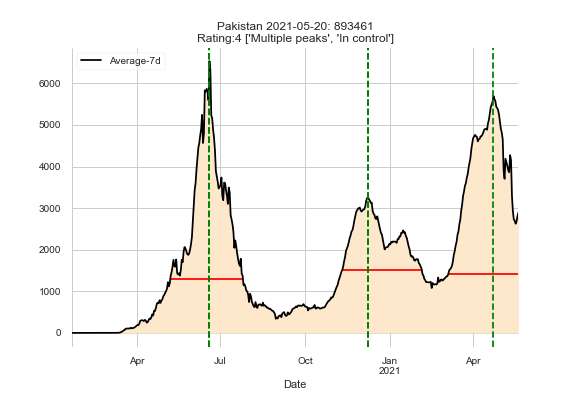 Pakistan 2021-05-20: 893461
Rating:4 ['Multiple peaks', 'In control']
Average-7d
6000
5000
4000
3000
2000
1000
0
Apr Jul Oct Jan Apr
2021
Date